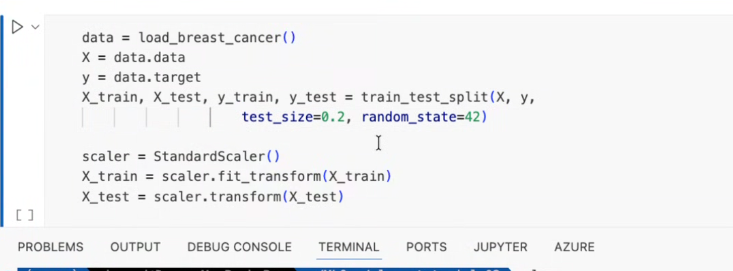 data = load_breast_cancer()
X = data.data
y = data.target
X_train, X_test, y_train, y_test = train_test_split(X, y,
test_size=0.2, random_state=42)
scaler = StandardScaler()
X_train = scaler.fit_transform(X_train)
X_test = scaler.transform(X_test)
[ ]
PROBLEMS OUTPUT DEBUG CONSOLE TERMINAL PORTS JUPYTER AZURE